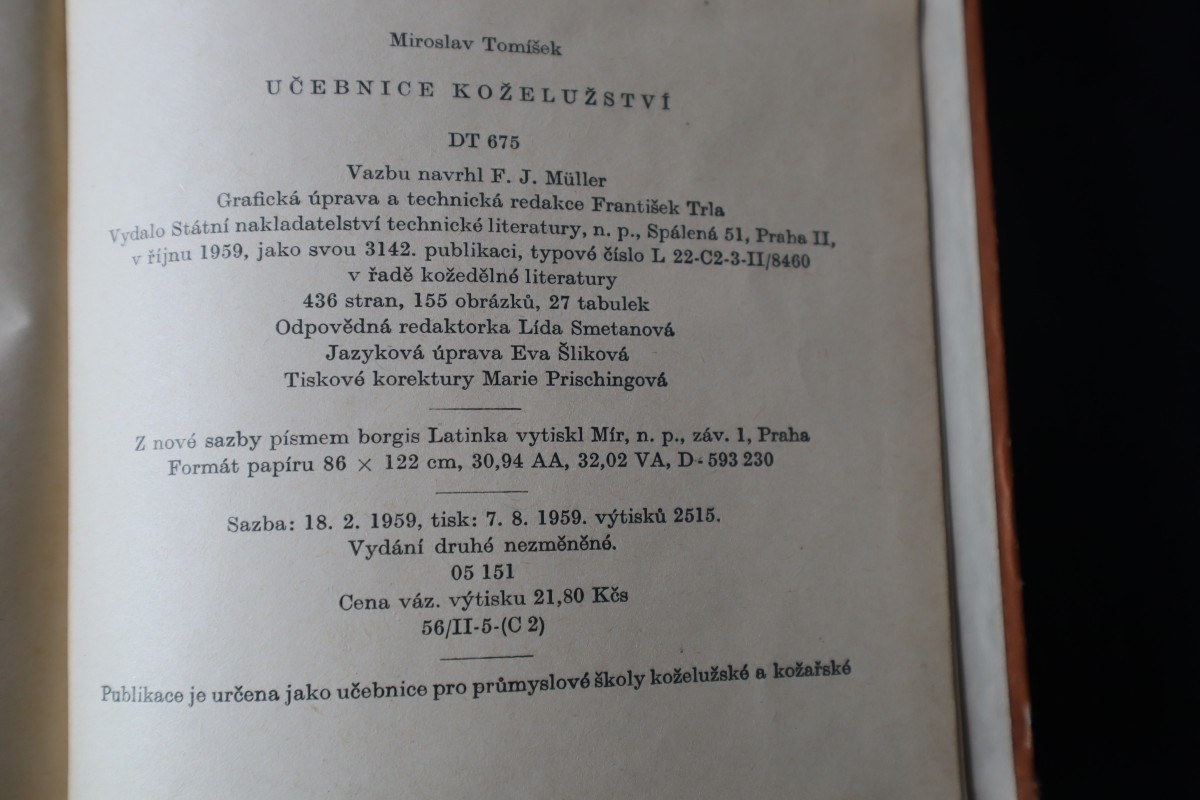 Miroslav Tomíšek
UČEBNICE KOŽELUŽSTVÍ
DT 675
Vazbu navrhl F. J. Müller
Grafická úprava a technická redakce František Trla
Vydalo Státní nakladatelství technické literatury, n. p., Spálená 51, Praha II,
v říjnu 1959, jako svou 3142. publikaci, typové číslo L 22-C2-3-II/8460
v řadě kožedělné literatury
436 stran, 155 obrázků, 27 tabulek
Odpovědná redaktorka Lída Smetanová
Jazyková úprava Eva Šliková
Tiskové korektury Marie Prischingová
Z nové sazby písmem borgis Latinka vytiskl Mír, n. p., záv. 1, Praha
Formát papíru 86 × 122 cm, 30,94 AA, 32,02 VA, D-593 230
Sazba: 18. 2. 1959, tisk: 7. 8. 1959. výtisků 2515.
Vydání druhé nezměněné.
05 151
Cena váz. výtisku 21,80 Kčs
56/II-5-(C 2)
Publikace je určena jako učebnice pro průmyslové školy koželužské a kožařské